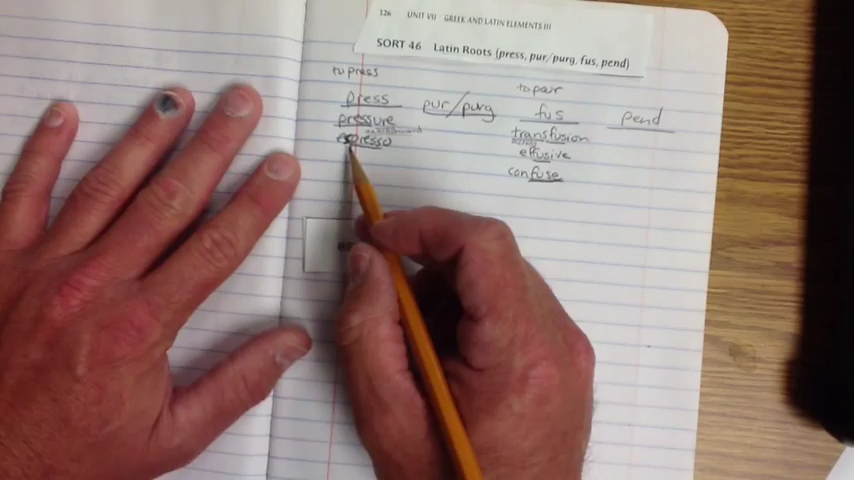 126 UNIT VII GREEK AND LATIN ELEMENTS III
SORT 46 Latin Roots (press, pur/purg, fus, pend)
to press
to pair
press pur/purg fus pend
pressure
transfusion
espresso
effusive
confuse